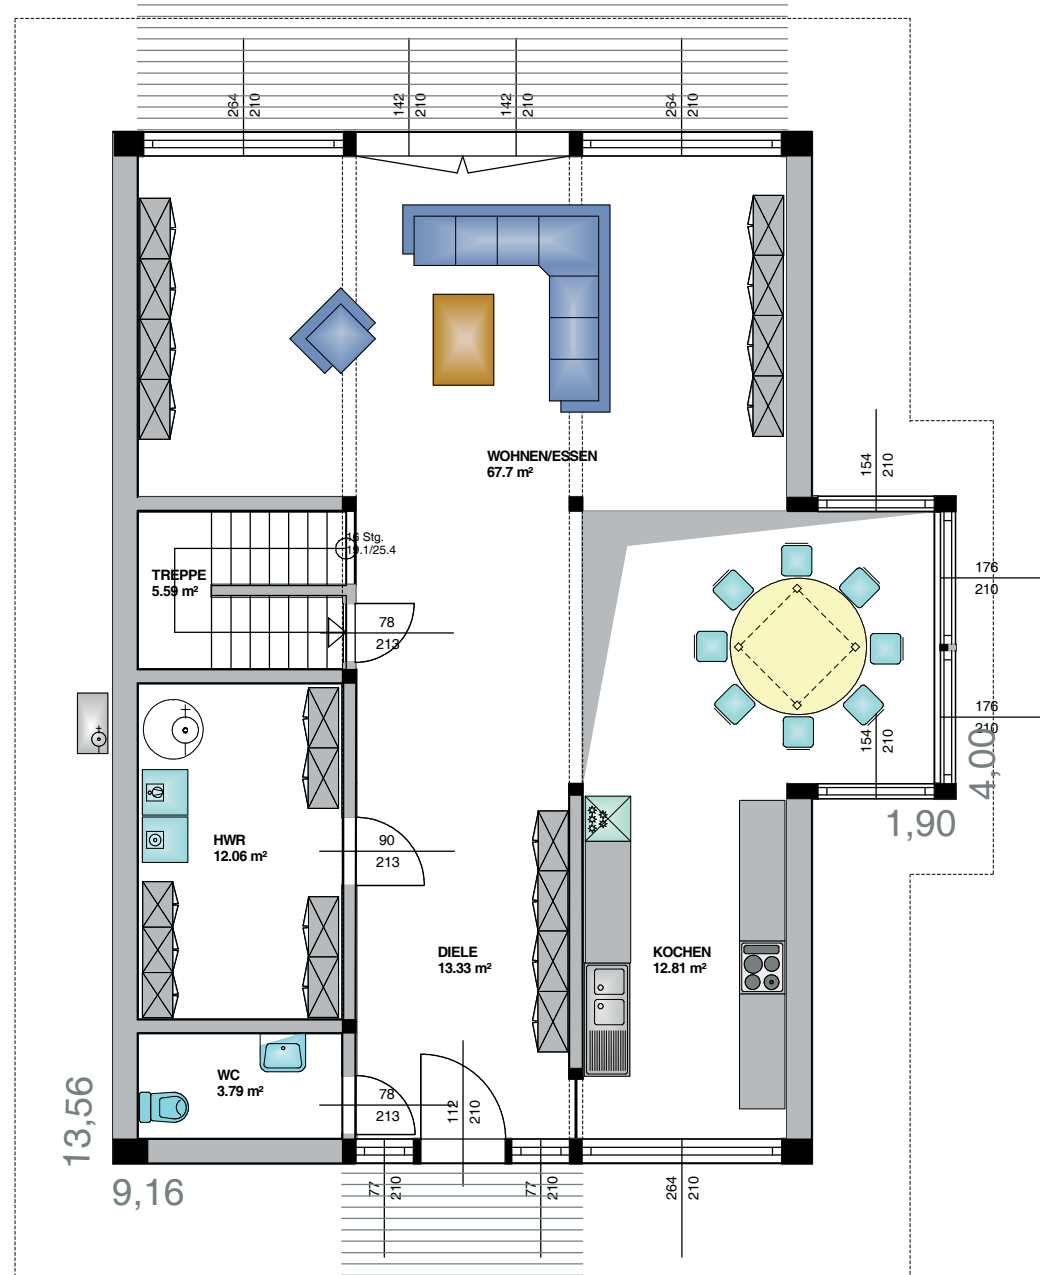 264
210
142
210
142
210
264
210
WOHNEN/ESSEN
67.7 m²
154
210
16 Stg.
19.1/25.4
TREPPE
5.59 m²
176
210
78
213
176
210
154
210
4,00
1,90
HWR
12.06 m²
90
213
DIELE
13.33 m²
KOCHEN
12.81 m²
WC
3.79 m²
78
213
112
210
13,56
9,16
77
210
77
210
264
210